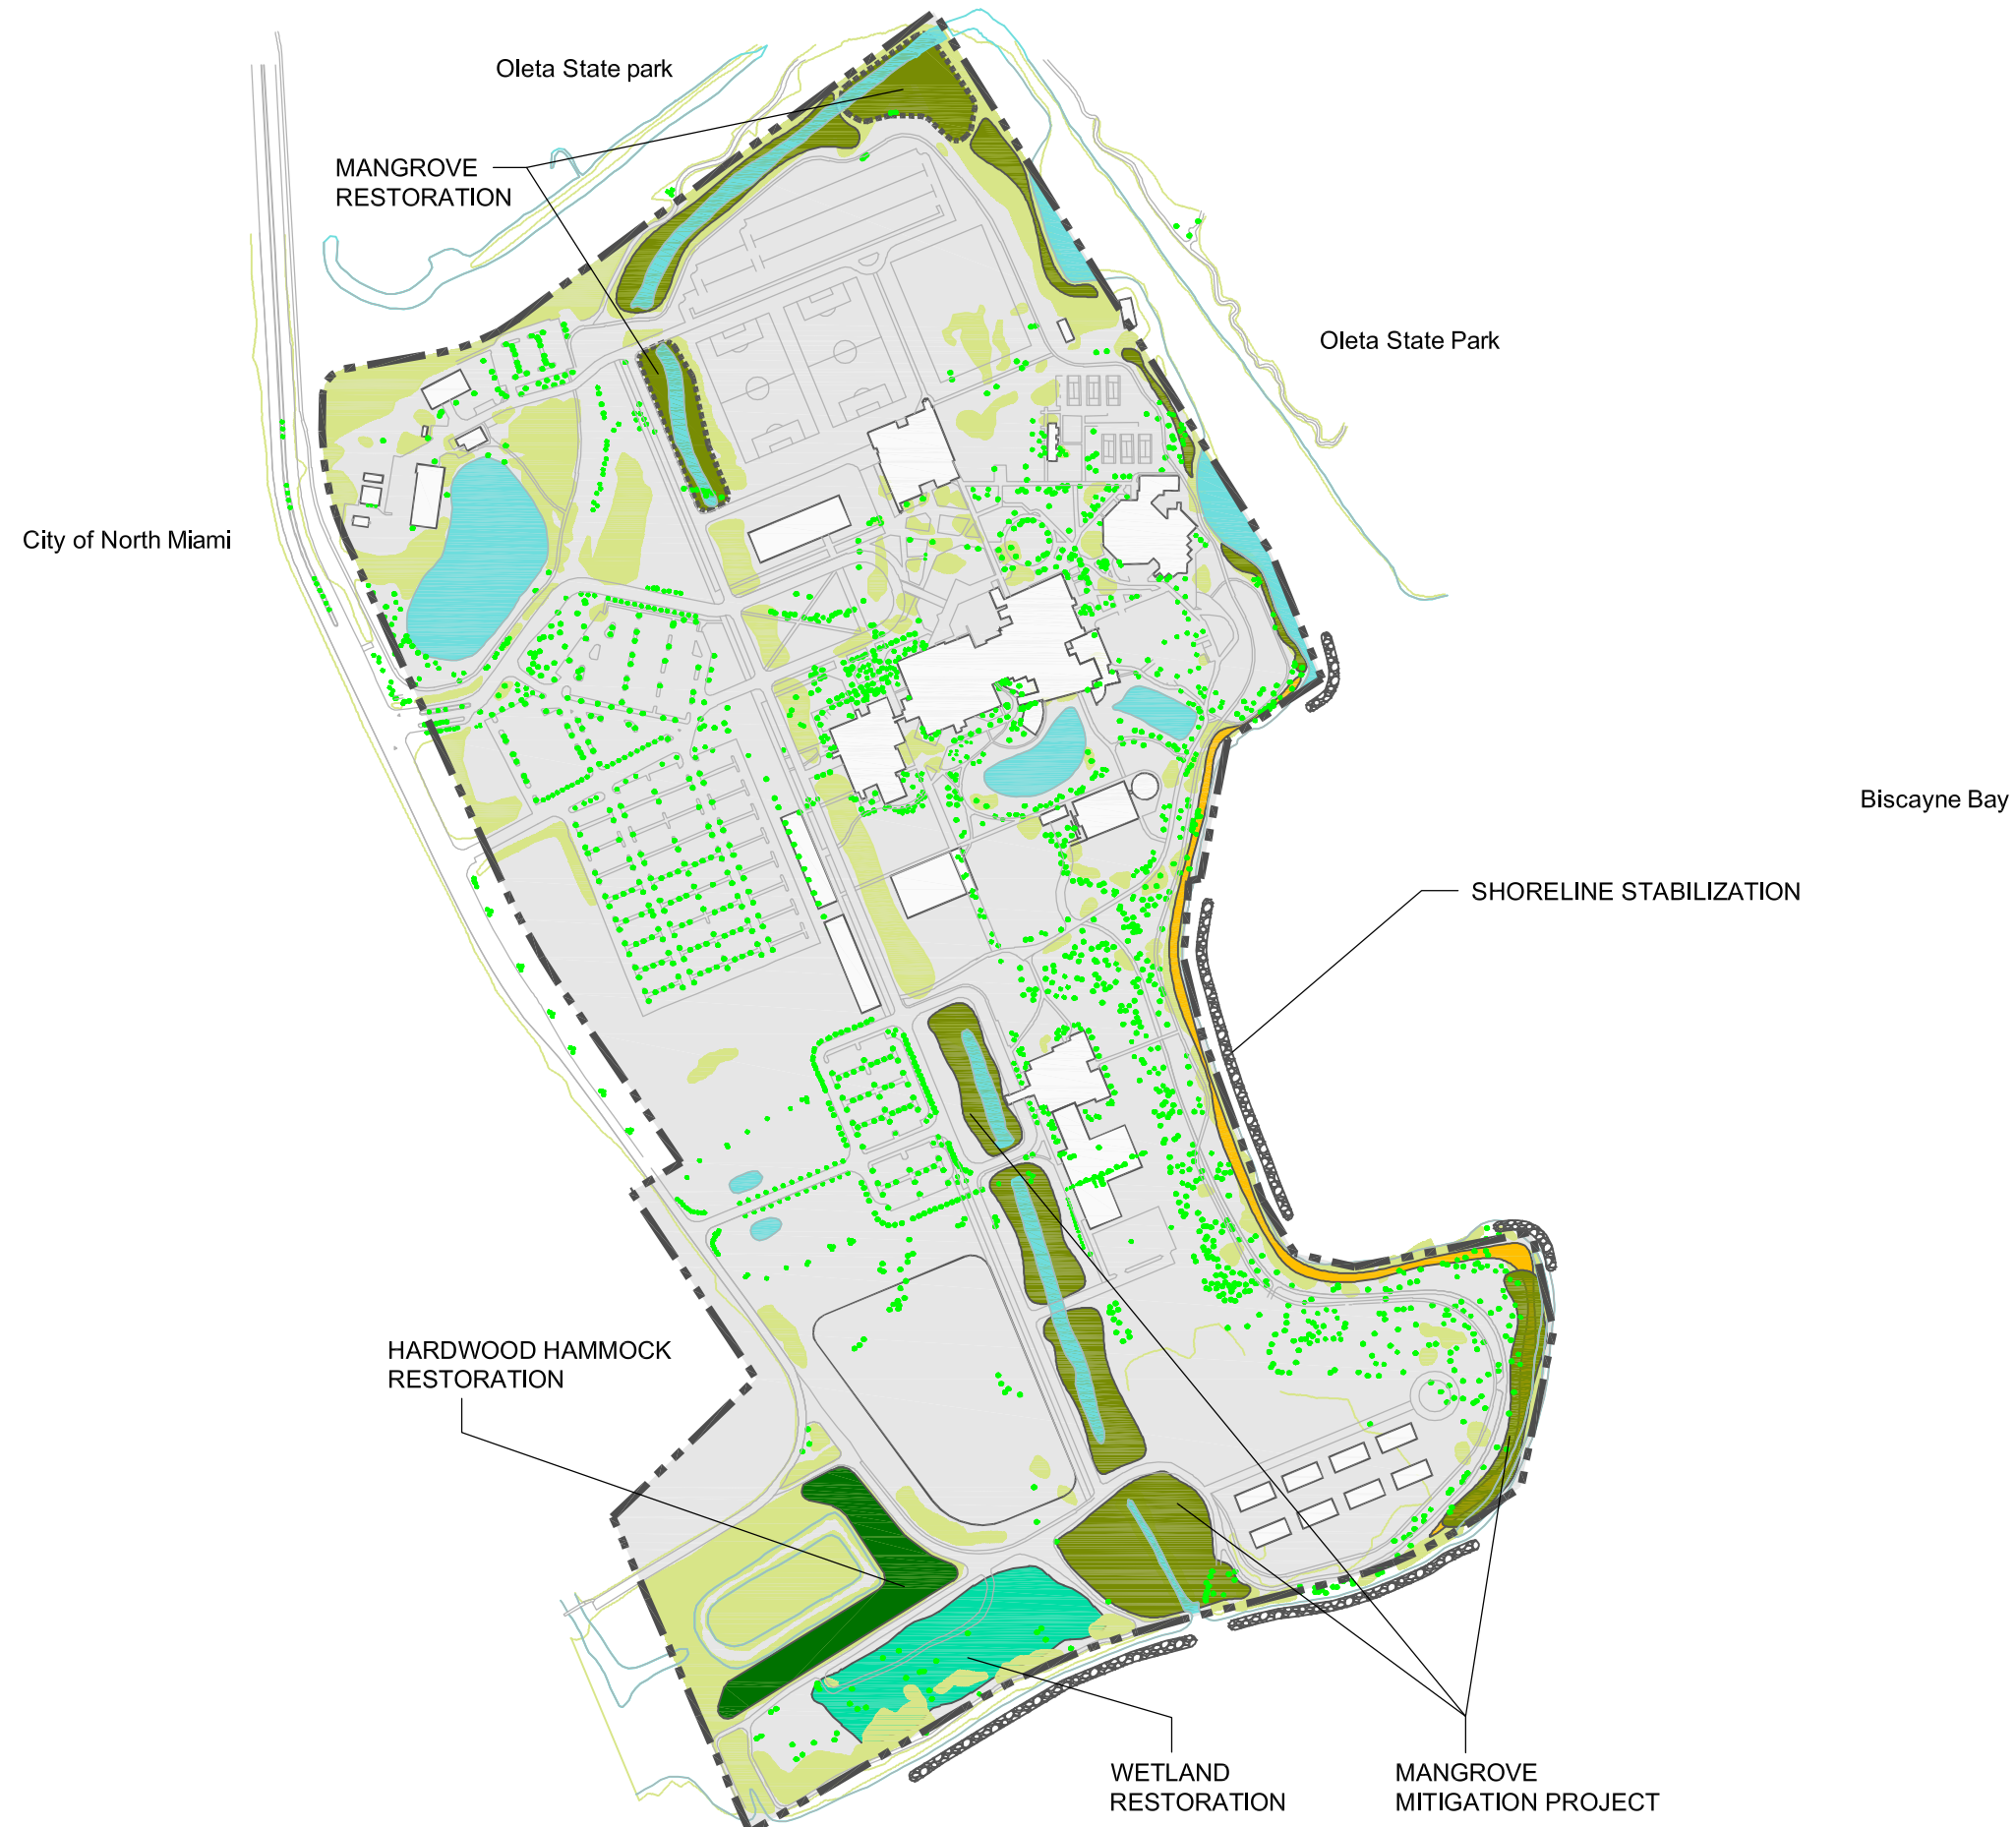 Oleta State park
MANGROVE
RESTORATION
Oleta State Park
City of North Miami
Biscayne Bay
SHORELINE STABILIZATION
HARDWOOD HAMMOCK
RESTORATION
WETLAND
RESTORATION
MANGROVE
MITIGATION PROJECT